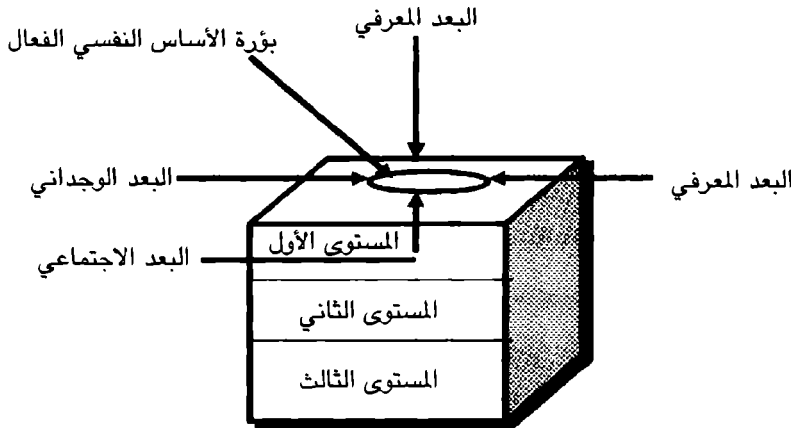 البعد المعرفي
بؤرة الأساس النفسي الفعال
البعد المعرفي
البعد الوجداني
المستوى الأول
البعد الاجتماعي
المستوى الثاني
المستوى الثالث